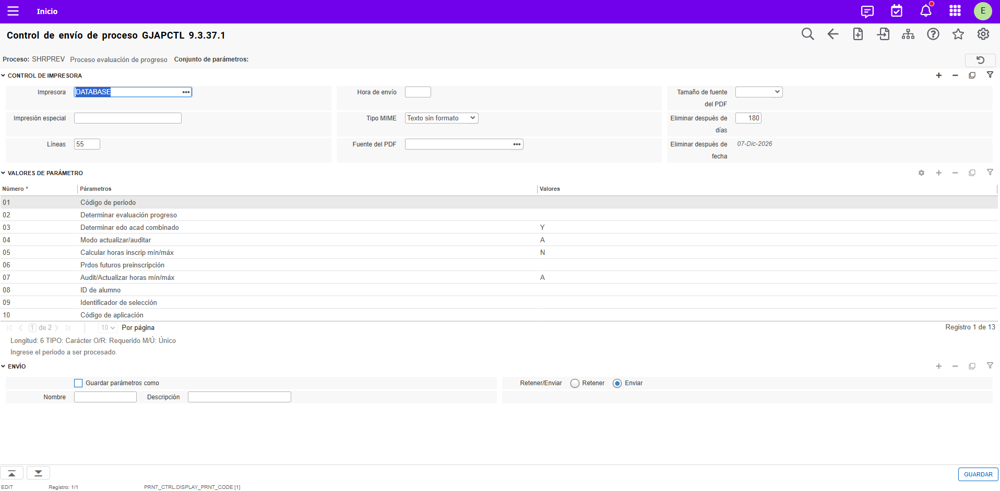 Inicio
E
Control de envío de proceso GJAPCTL 9.3.37.1
Proceso: SHRPREV Proceso evaluación de progreso Conjunto de parámetros:
CONTROL DE IMPRESORA
Impresora DATABASE Hora de envío Tamaño de fuente del PDF
Impresión especial Tipo MIME Texto sin formato Eliminar después de días 180
Líneas 55 Fuente del PDF Eliminar después de fecha 07-Dic-2026
VALORES DE PARÁMETRO
Número * Párametros Valores
01 Código de periodo
02 Determinar evaluación progreso
03 Determinar edo acad combinado Y
04 Modo actualizar/auditar A
05 Calcular horas inscrip mín/máx N
06 Prdos futuros preinscripción
07 Audit/Actualizar horas mín/máx A
08 ID de alumno
09 Identificador de selección
10 Código de aplicación
1 de 2 10 Por página Registro 1 de 13
Longitud: 6 TIPO: Carácter O/R: Requerido M/Ú: Único
Ingrese el periodo a ser procesado.
ENVÍO
Guardar parámetros como Retener/Enviar Retener Enviar
Nombre Descripción
GUARDAR
EDIT Registro: 1/1 PRNT_CTRL.DISPLAY_PRNT_CODE [1]